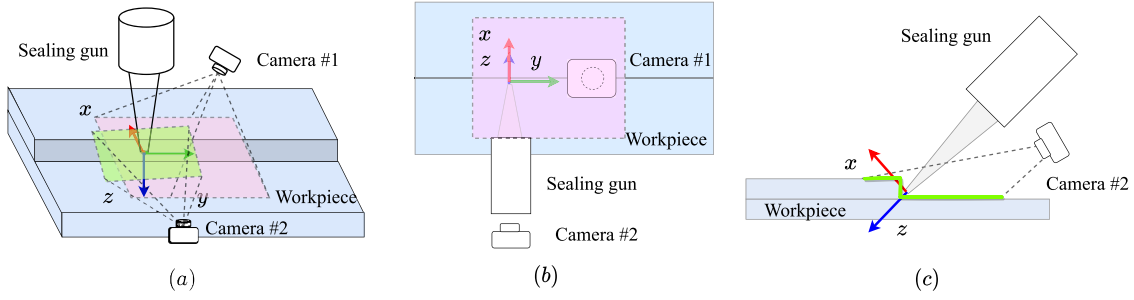 Sealing gun
Camera #1
x
Workpiece
z
y
Camera #2
(a)
x
z
y
Camera #1
Workpiece
Sealing gun
Camera #2
(b)
Sealing gun
x
Camera #2
Workpiece
z
(c)